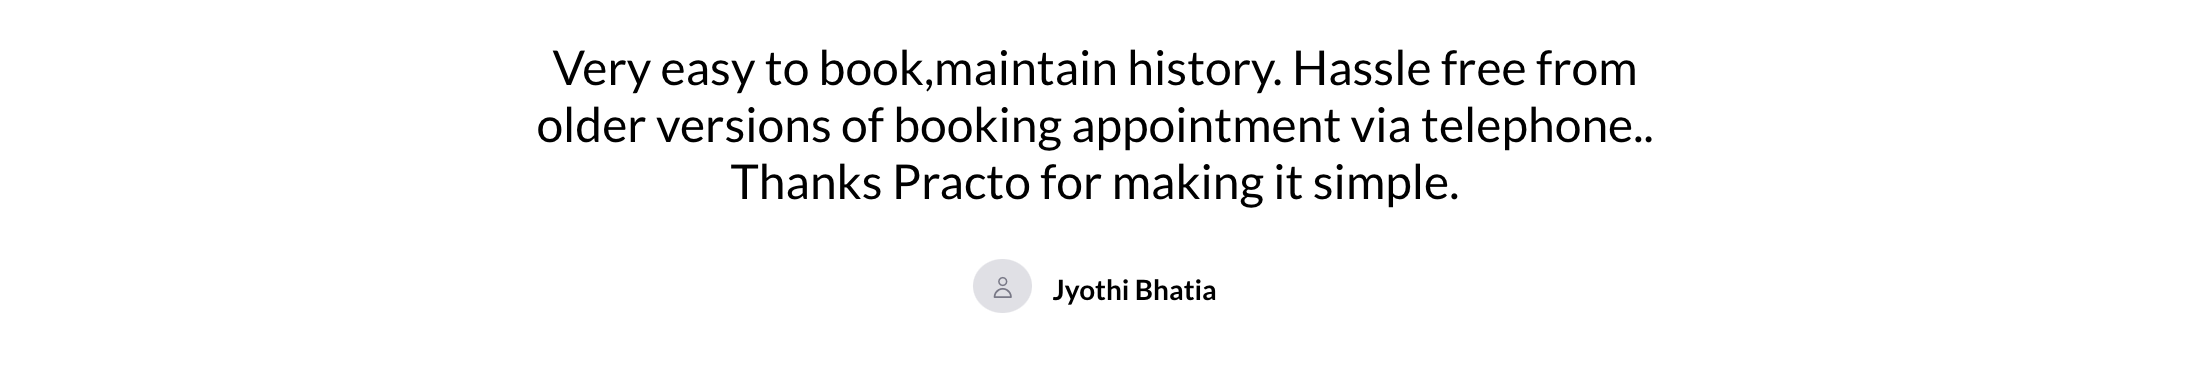 Very easy to book,maintain history. Hassle free from
older versions of booking appointment via telephone..
Thanks Practo for making it simple.
Jyothi Bhatia